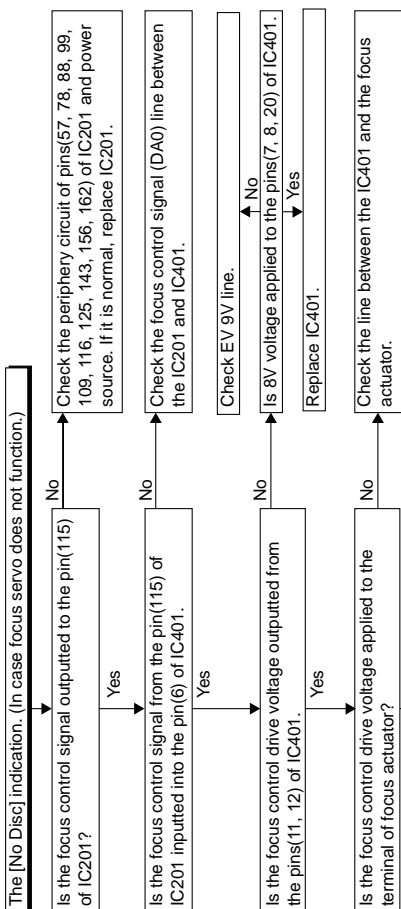 The [No Disc] indication. (In case focus servo does not function.)
Is the focus control signal outputted to the pin(115)
of IC201?
No
Check the periphery circuit of pins(57, 78, 88, 99,
109, 116, 125, 143, 156, 162) of IC201 and power
source. If it is normal, replace IC201.
Yes
Is the focus control signal from the pin(115) of
IC201 inputted into the pin(6) of IC401.
No
Check the focus control signal (DA0) line between
the IC201 and IC401.
Yes
Is the focus control drive voltage outputted from
the pins(11, 12) of IC401.
No
Check EV 9V line.
No
Is 8V voltage applied to the pins(7, 8, 20) of IC401.
Yes
Replace IC401.
Yes
Is the focus control drive voltage applied to the
terminal of focus actuator?
No
Check the line between the IC401 and the focus
actuator.